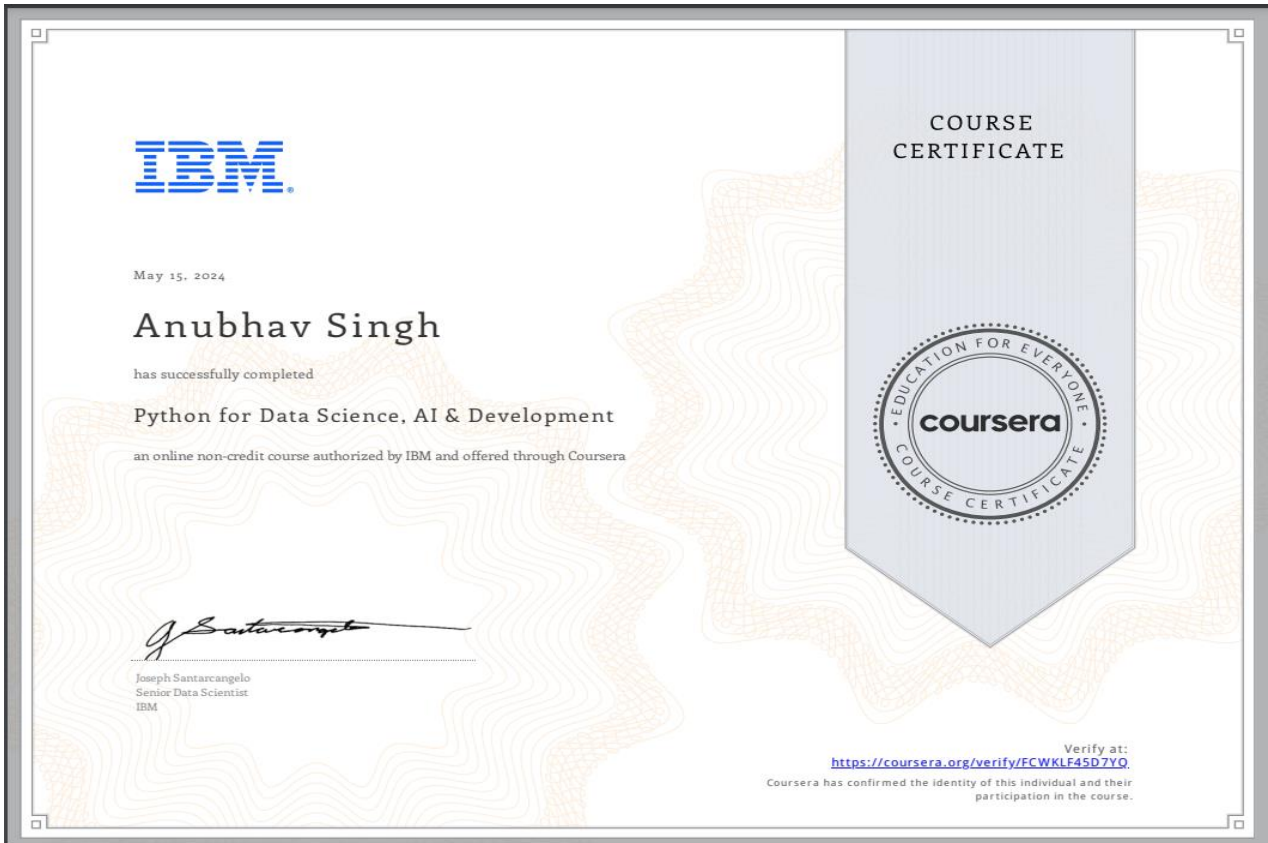 COURSE
CERTIFICATE
IBM®
May 15, 2024
Anubhav Singh
has successfully completed
Python for Data Science, AI & Development
an online non-credit course authorized by IBM and offered through Coursera
EDUCATION FOR EVERYONE
coursera
COURSE CERTIFICATE
Joseph Santarcangelo
Senior Data Scientist
IBM
Verify at:
https://coursera.org/verify/FCWKLF45D7YQ
Coursera has confirmed the identity of this individual and their
participation in the course.